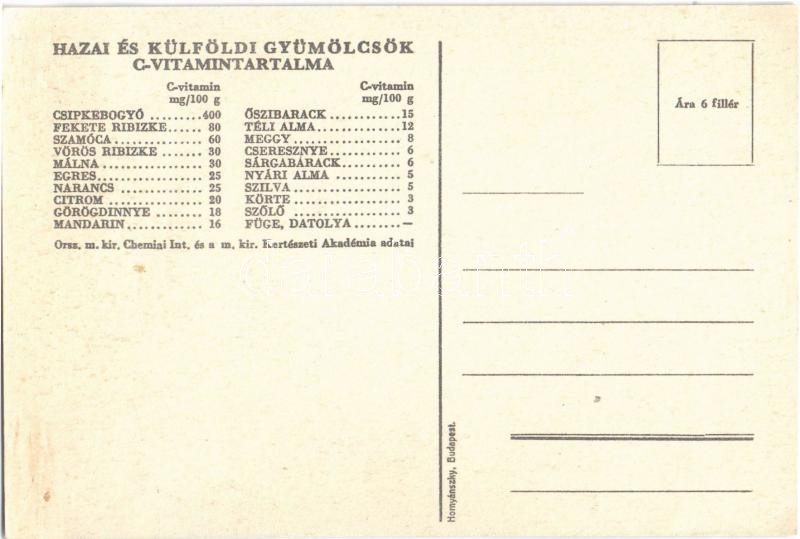 HAZAI ÉS KÜLFÖLDI GYÜMÖLCSÖK
C-VITAMINTARTALMA
C-vitamin
mg/100 g
CSIPKEBOGYÓ ........400
FEKETE RIBIZKE...... 80
SZAMÓCA............. 60
VÖRÖS RIBIZKE ...... 30
MÁLNA............... 30
EGRES............... 25
NARANCS ............ 25
CITROM ............. 20
GÖRÖGDINNYE ........ 18
MANDARIN............ 16
C-vitamin
mg/100 g
ŐSZIBARACK ...........15
TÉLI ALMA.............12
MEGGY ................ 8
CSERESZNYE ........... 6
SÁRGABARACK........... 6
NYÁRI ALMA ........... 5
SZILVA................ 5
KÖRTE ................ 3
SZŐLŐ ................ 3
FÜGE, DATOLYA ........—
Orsz. m. kir. Chemiai Int. és a m. kir. Kertészeti Akadémia adatai
Ára 6 fillér
Hornyánszky, Budapest.